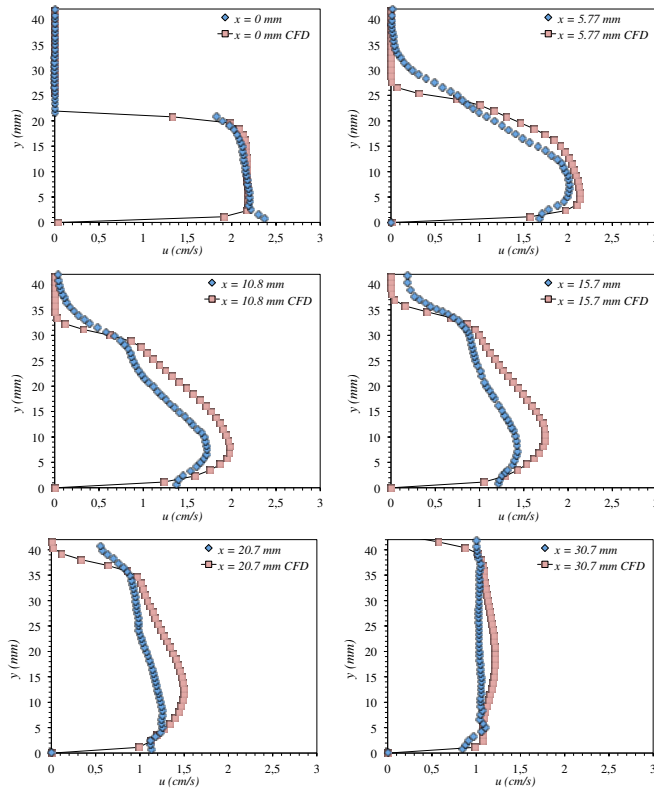 x = 0 mm
x = 0 mm CFD
40
35
30
25
20
15
10
5
0
y (mm)
0 0,5 1 1,5 2 2,5 3
u (cm/s)
x = 5.77 mm
x = 5.77 mm CFD
40
35
30
25
20
15
10
5
0
y (mm)
0 0,5 1 1,5 2 2,5 3
u (cm/s)
x = 10.8 mm
x = 10.8 mm CFD
40
35
30
25
20
15
10
5
0
y (mm)
0 0,5 1 1,5 2 2,5 3
u (cm/s)
x = 15.7 mm
x = 15.7 mm CFD
40
35
30
25
20
15
10
5
0
y (mm)
0 0,5 1 1,5 2 2,5 3
u (cm/s)
x = 20.7 mm
x = 20.7 mm CFD
40
35
30
25
20
15
10
5
0
y (mm)
0 0,5 1 1,5 2 2,5 3
u (cm/s)
x = 30.7 mm
x = 30.7 mm CFD
40
35
30
25
20
15
10
5
0
y (mm)
0 0,5 1 1,5 2 2,5 3
u (cm/s)